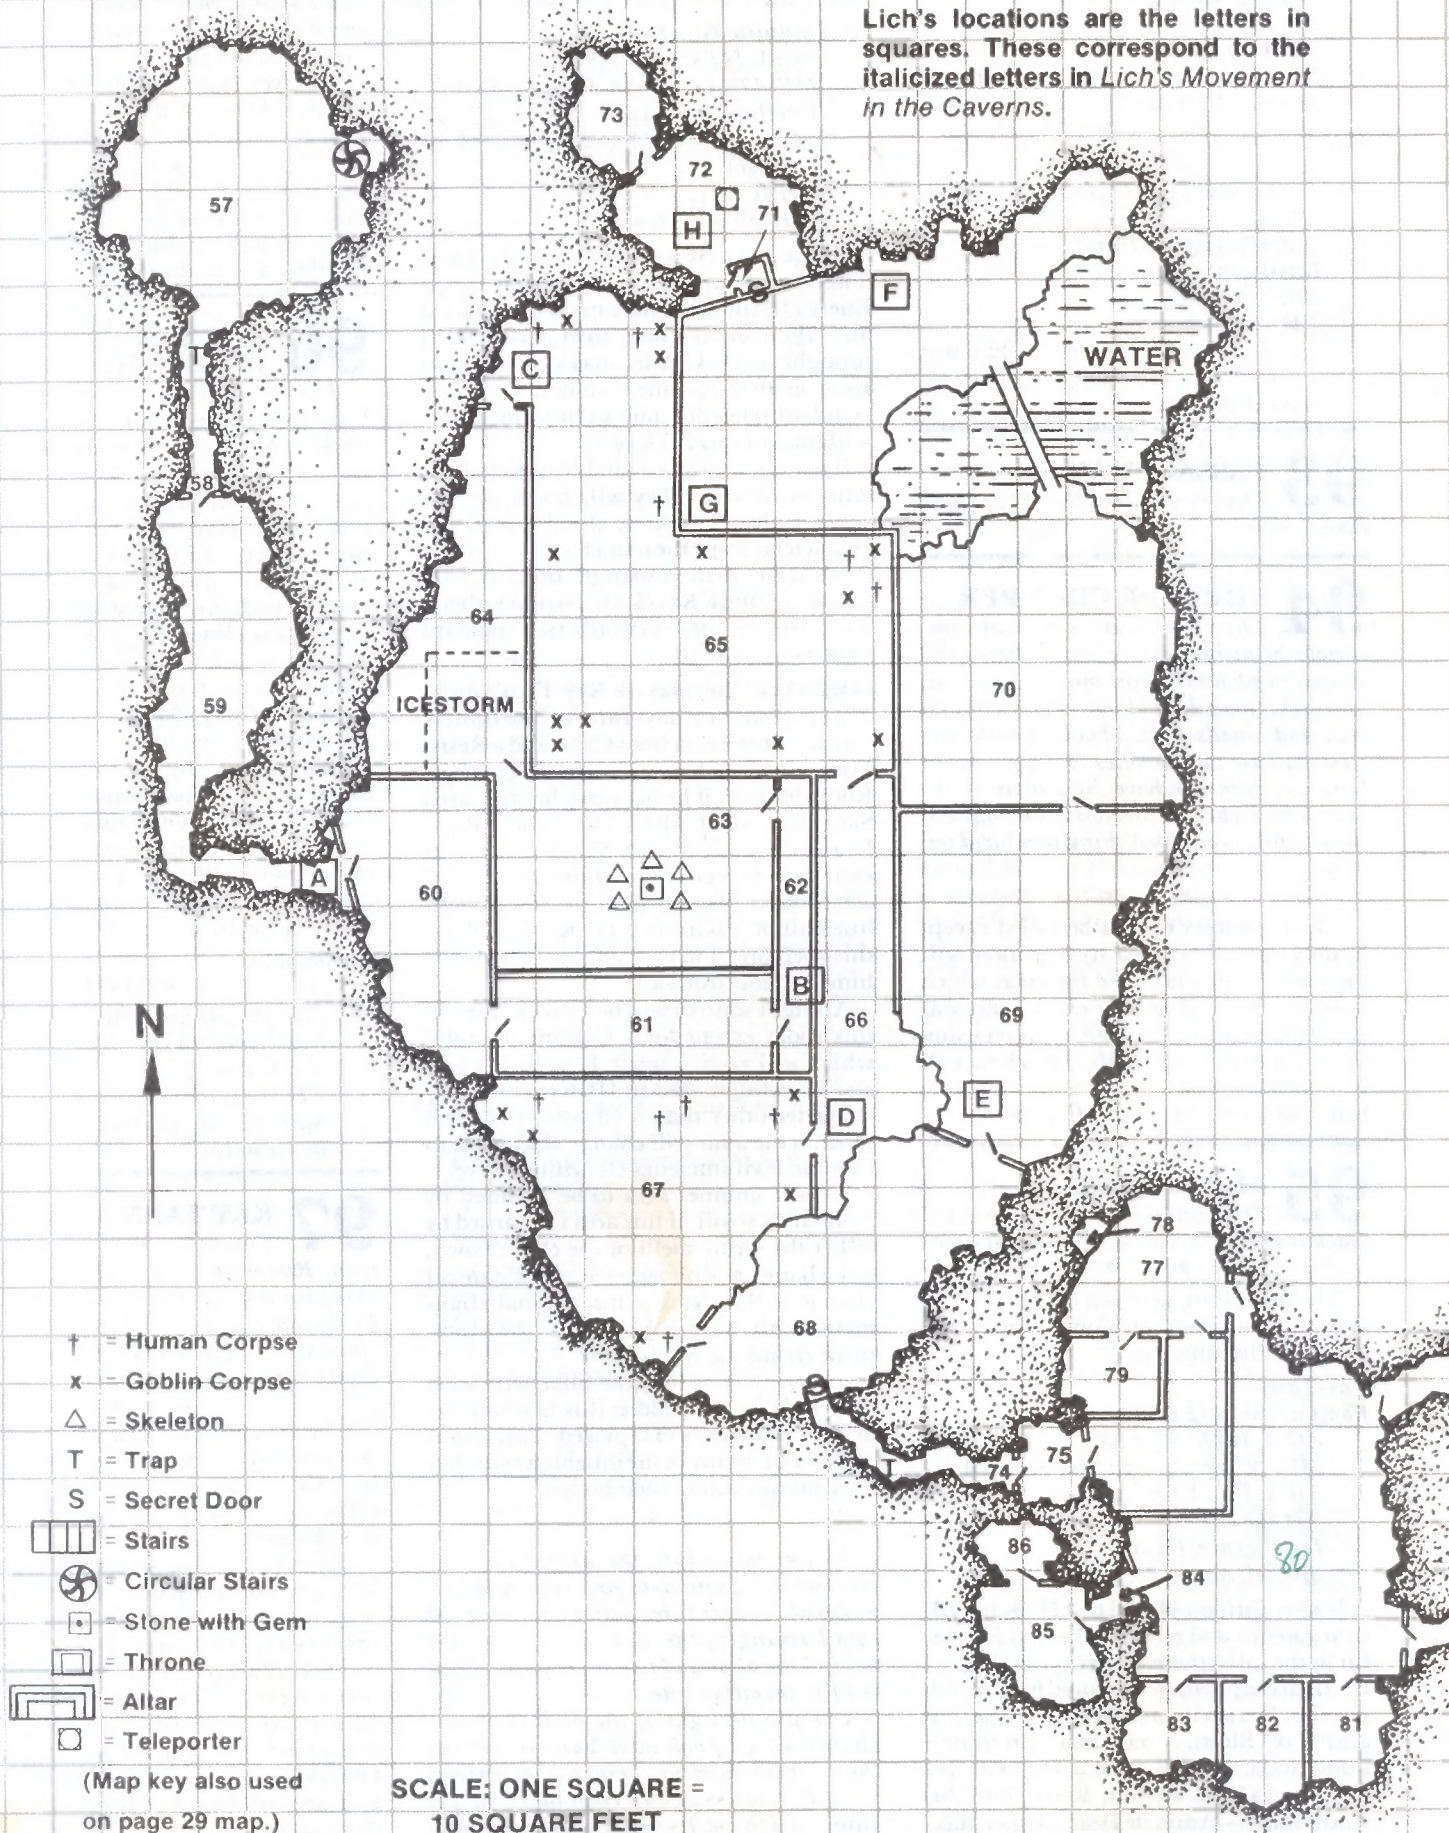 Lich's locations are the letters in
squares. These correspond to the
italicized letters in Lich's Movement
in the Caverns.
73
72
57
71
H
F
T
C
WATER
58
G
64
65
70
59
ICESTORM
63
A
60
62
B
N
61
66
69
D
E
67
78
77
68
† = Human Corpse
79
x = Goblin Corpse
△ = Skeleton
75
T = Trap
T
74
S = Secret Door
= Stairs
86
80
= Circular Stairs
84
= Stone with Gem
85
= Throne
= Altar
83
82
81
= Teleporter
(Map key also used
on page 29 map.)
SCALE: ONE SQUARE =
10 SQUARE FEET